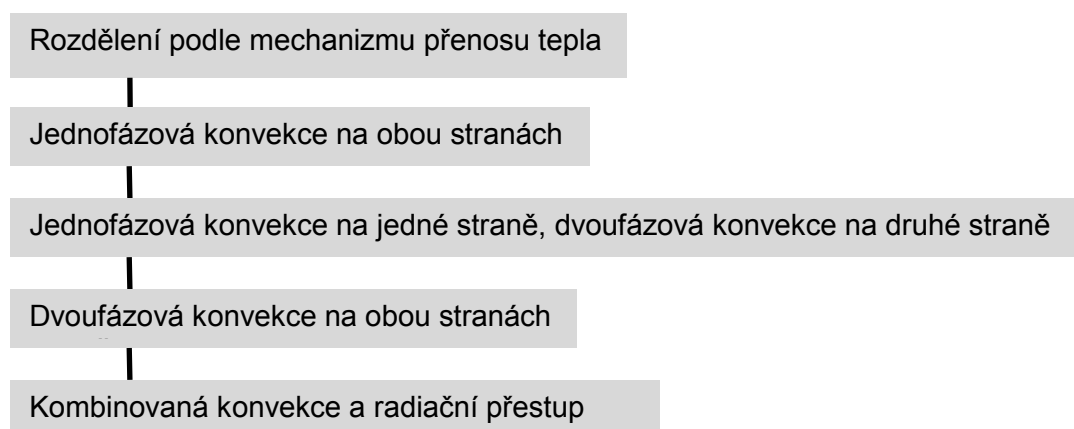 Rozdělení podle mechanizmu přenosu tepla
Jednofázová konvekce na obou stranách
Jednofázová konvekce na jedné straně, dvoufázová konvekce na druhé straně
Dvoufázová konvekce na obou stranách
Kombinovaná konvekce a radiační přestup